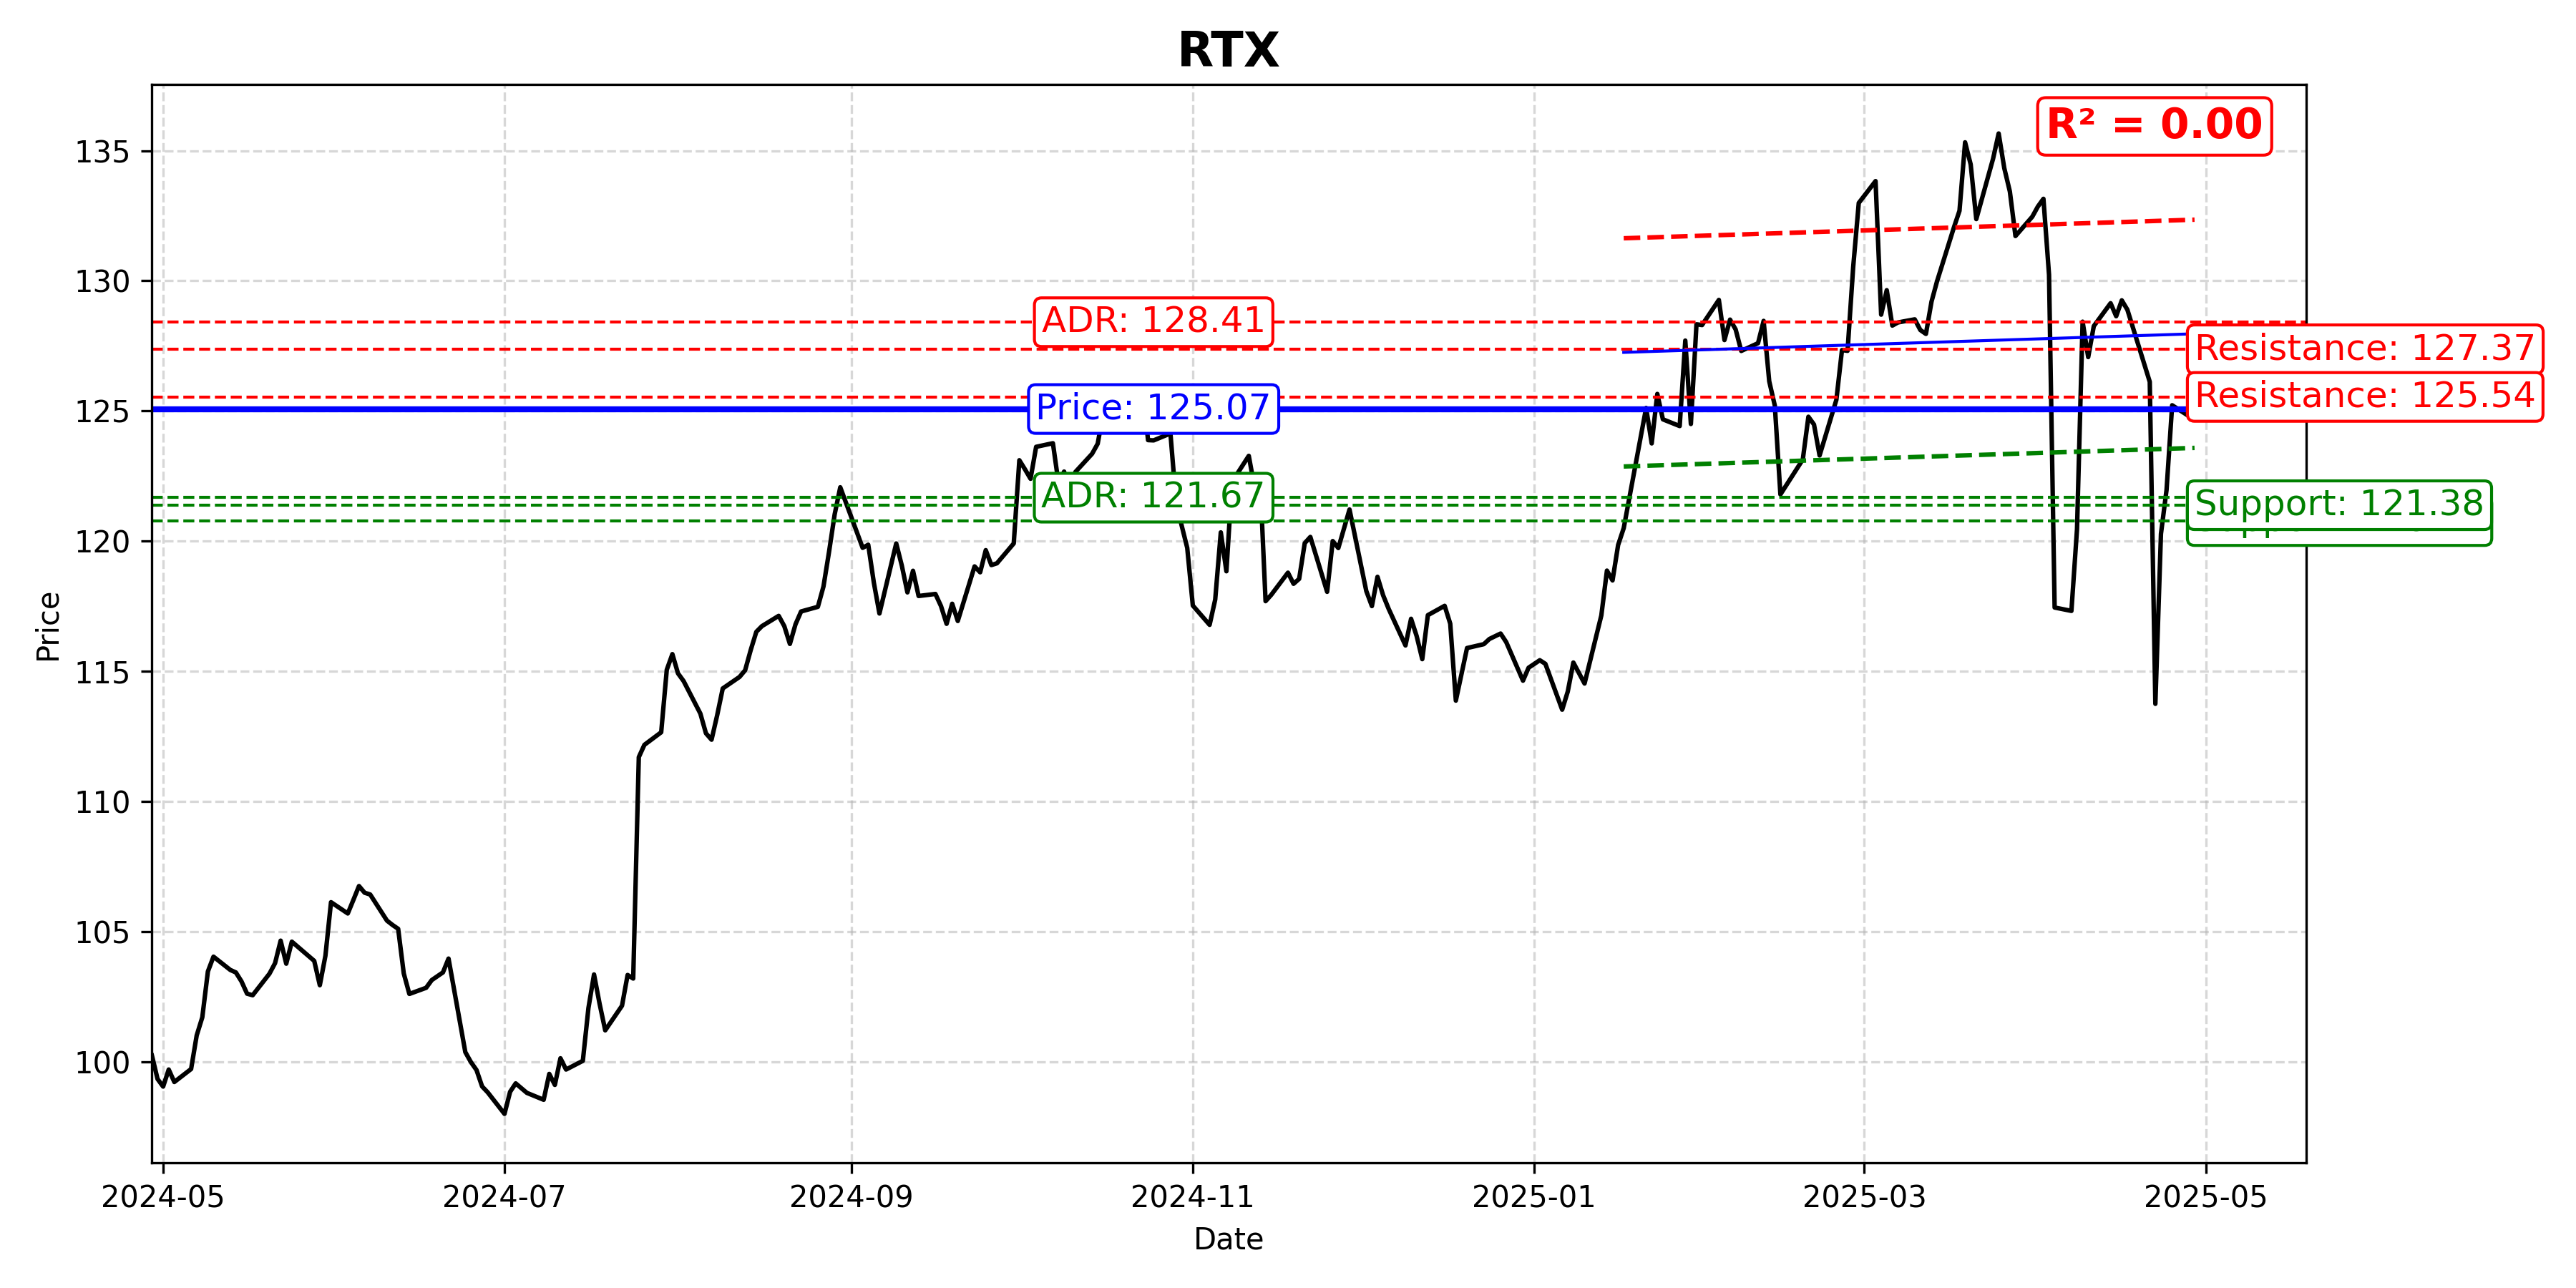 RTX
R² = 0.00
135
130
125
120
115
110
105
100
Price
ADR: 128.41
Price: 125.07
ADR: 121.67
Resistance: 127.37
Resistance: 125.54
Support: 121.38
2024-05
2024-07
2024-09
2024-11
2025-01
2025-03
2025-05
Date